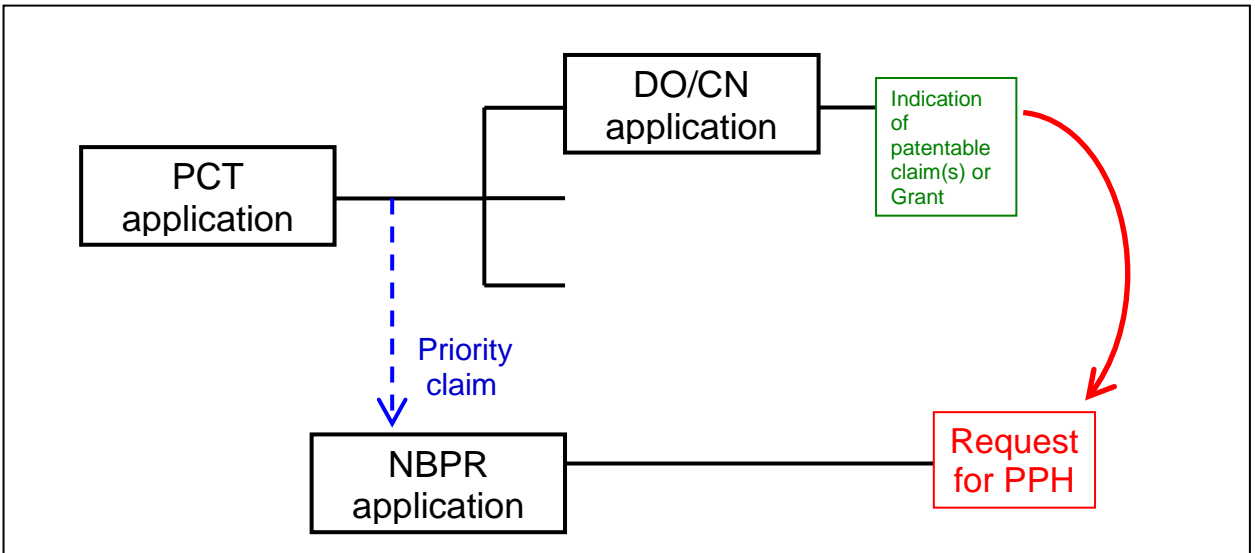 DO/CN
application
Indication
of
patentable
claim(s) or
Grant
PCT
application
Priority
claim
NBPR
application
Request
for PPH